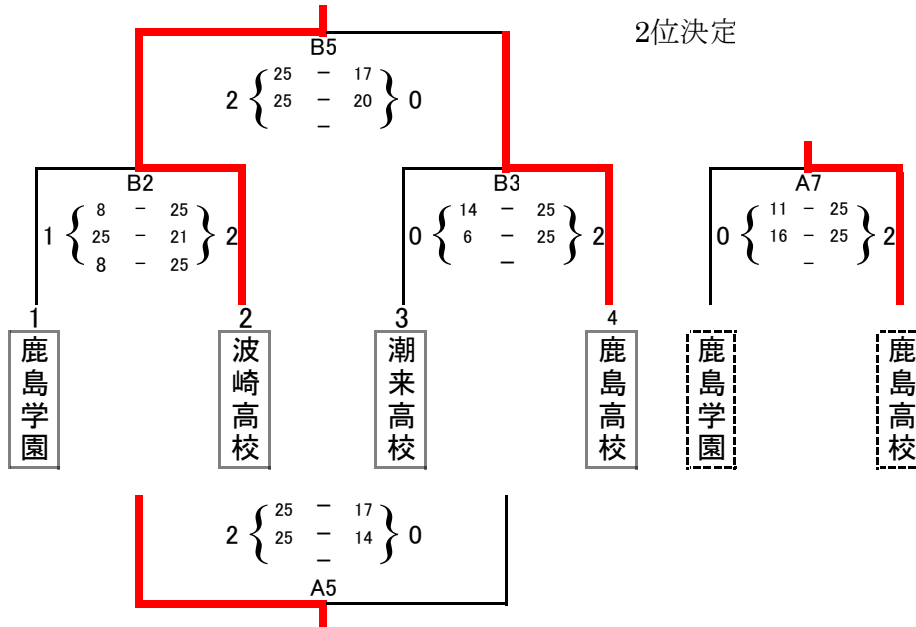 2位決定
B5
2 { 25 － 17 } 0
25 － 20
－
B2
1 { 8 － 25 } 2
25 － 21
8 － 25
B3
0 { 14 － 25 } 2
6 － 25
－
A7
0 { 11 － 25 } 2
16 － 25
－
1
2
3
4
鹿島学園
波崎高校
潮来高校
鹿島高校
鹿島学園
鹿島高校
2 { 25 － 17 } 0
25 － 14
－
A5